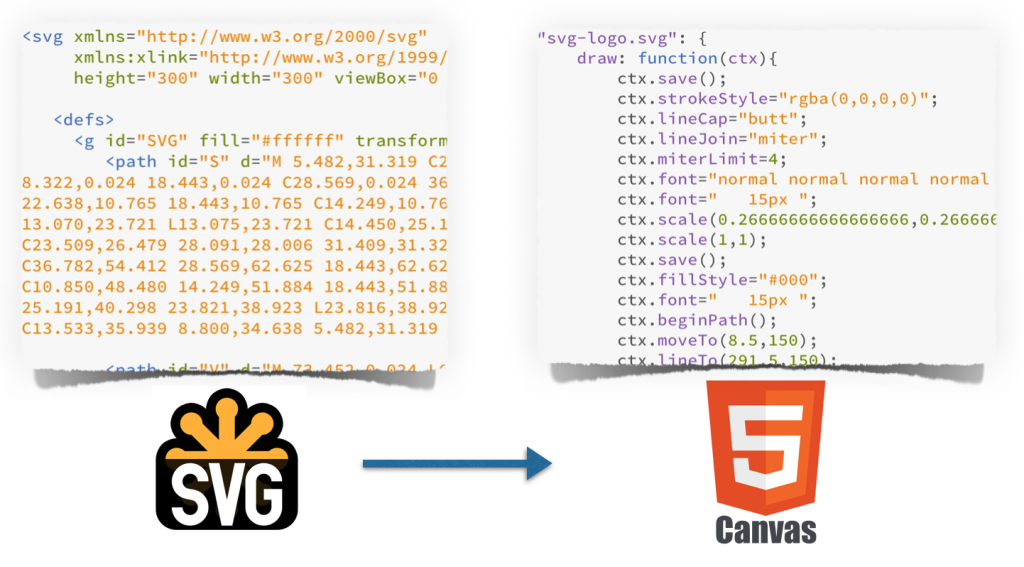 <svg xmlns="http://www.w3.org/2000/svg"
xmlns:xlink="http://www.w3.org/1999/
height="300" width="300" viewBox="0
<defs>
<g id="SVG" fill="#ffffff" transform
<path id="S" d="M 5.482,31.319 C2
8.322,0.024 18.443,0.024 C28.569,0.024 36
22.638,10.765 18.443,10.765 C14.249,10.76
13.070,23.721 L13.075,23.721 C14.450,25.1
C23.509,26.479 28.091,28.006 31.409,31.32
C36.782,54.412 28.569,62.625 18.443,62.62
C10.850,48.480 14.249,51.884 18.443,51.88
25.191,40.298 23.821,38.923 L23.816,38.92
C13.533,35.939 8.800,34.638 5.482,31.319
<path id="V" d="M 73.452,0.024 L
"svg-logo.svg": {
draw: function(ctx){
ctx.save();
ctx.strokeStyle="rgba(0,0,0,0)";
ctx.lineCap="butt";
ctx.lineJoin="miter";
ctx.miterLimit=4;
ctx.font="normal normal normal normal
ctx.font="   15px ";
ctx.scale(0.26666666666666666,0.266666
ctx.scale(1,1);
ctx.save();
ctx.fillStyle="#000";
ctx.font="   15px ";
ctx.beginPath();
ctx.moveTo(8.5,150);
ctx.lineTo(291.5,150);
SVG
5
Canvas